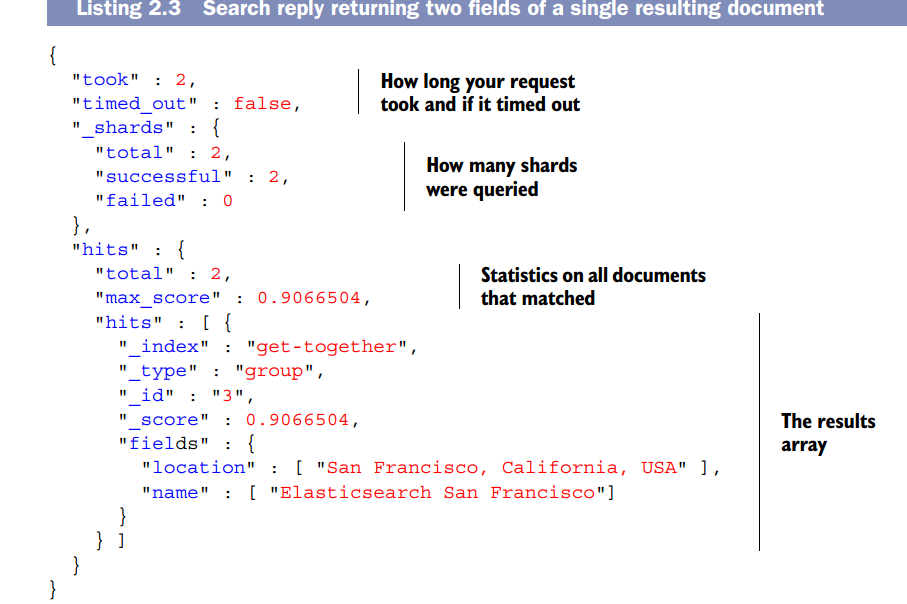 Listing 2.3 Search reply returning two fields of a single resulting document
{
"took" : 2,
"timed_out" : false,
How long your request
took and if it timed out
"_shards" : {
"total" : 2,
"successful" : 2,
"failed" : 0
How many shards
were queried
},
"hits" : {
"total" : 2,
"max_score" : 0.9066504,
Statistics on all documents
that matched
"hits" : [ {
"_index" : "get-together",
"_type" : "group",
"_id" : "3",
"_score" : 0.9066504,
"fields" : {
"location" : [ "San Francisco, California, USA" ],
"name" : [ "Elasticsearch San Francisco"]
}
} ]
The results
array
}
}